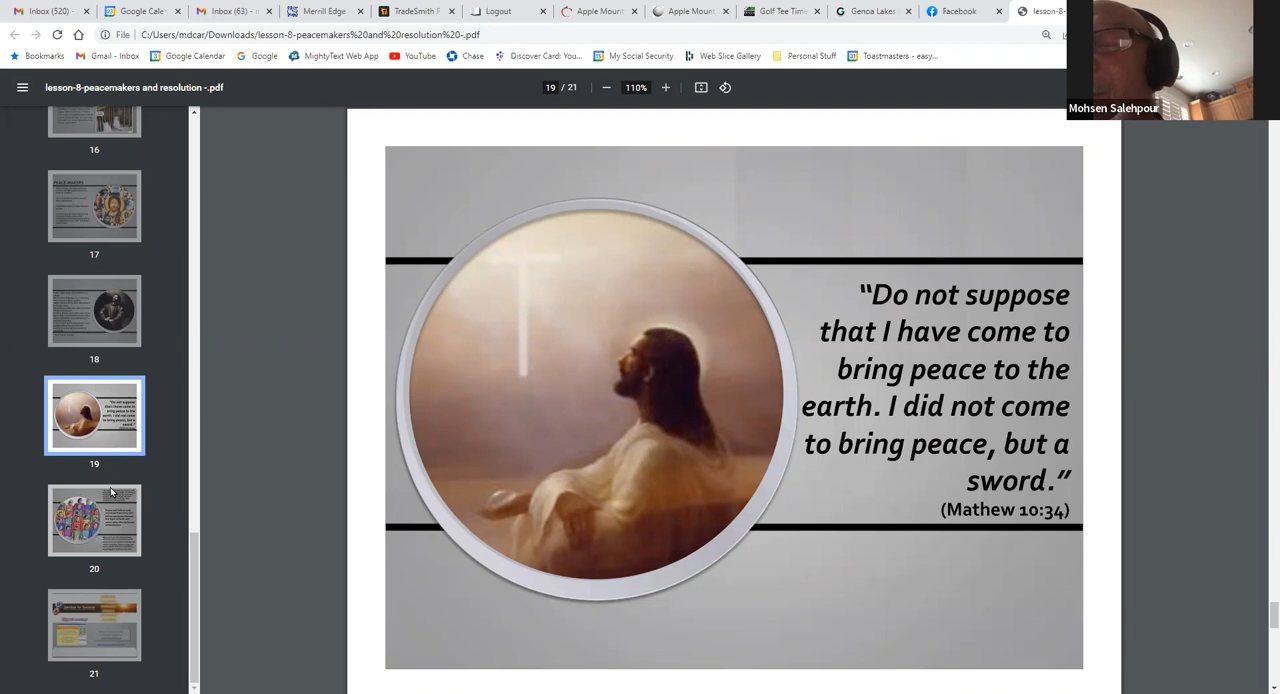 Inbox (520) -
Google Cale
Inbox (63) - m
Merrill Edge -
TradeSmith F
Logout
Apple Mount
Apple Mount
Golf Tee Time
Genoa Lakes
Facebook
lesson-8-
File
C:/Users/mdcar/Downloads/lesson-8-peacemakers%20and%20resolution%20-.pdf
Bookmarks
Gmail - Inbox
Google Calendar
Google
MightyText Web App
YouTube
Chase
Discover Card: You...
My Security
Web Slice Gallery
Personal Stuff
Toastmasters - easy...
lesson-8-peacemakers and resolution -.pdf
19 / 21
110%
Mohsen Salehpour
16
17
18
19
20
21
“Do not suppose
that I have come to
bring peace to the
earth. I did not come
to bring peace, but a
sword.”
(Mathew 10:34)